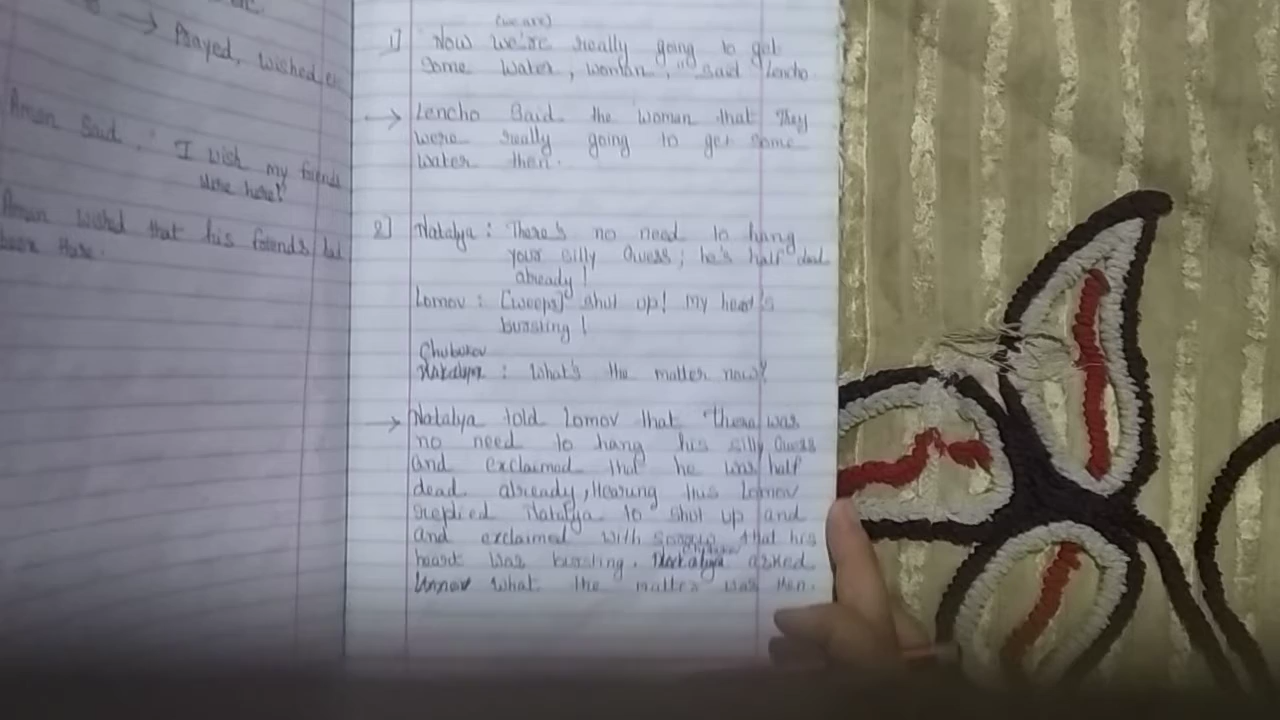 → Prayed, wished
Aman Said : I wish my friends
were here!
Aman wished that his friends had
been there.
(we are)
1] Now we're really going to get
some water, woman," said Lencho
→ Lencho Said the woman that They
were really going to get some
water then.
2] Natalya : There's no need to hang
your silly Guess ; he's half dead
already!
Lomov : [weeps] shut up! my heart's
bursting!
Chubukov
: What's the matter now?
→ Natalya told Lomov that There was
no need to hang his silly Guess
and exclaimed that he was half
dead already, Hearing this Lomov
replied Natalya to shut up and
and exclaimed with sorrow that his
heart was bursting. asked
what the matter was then.